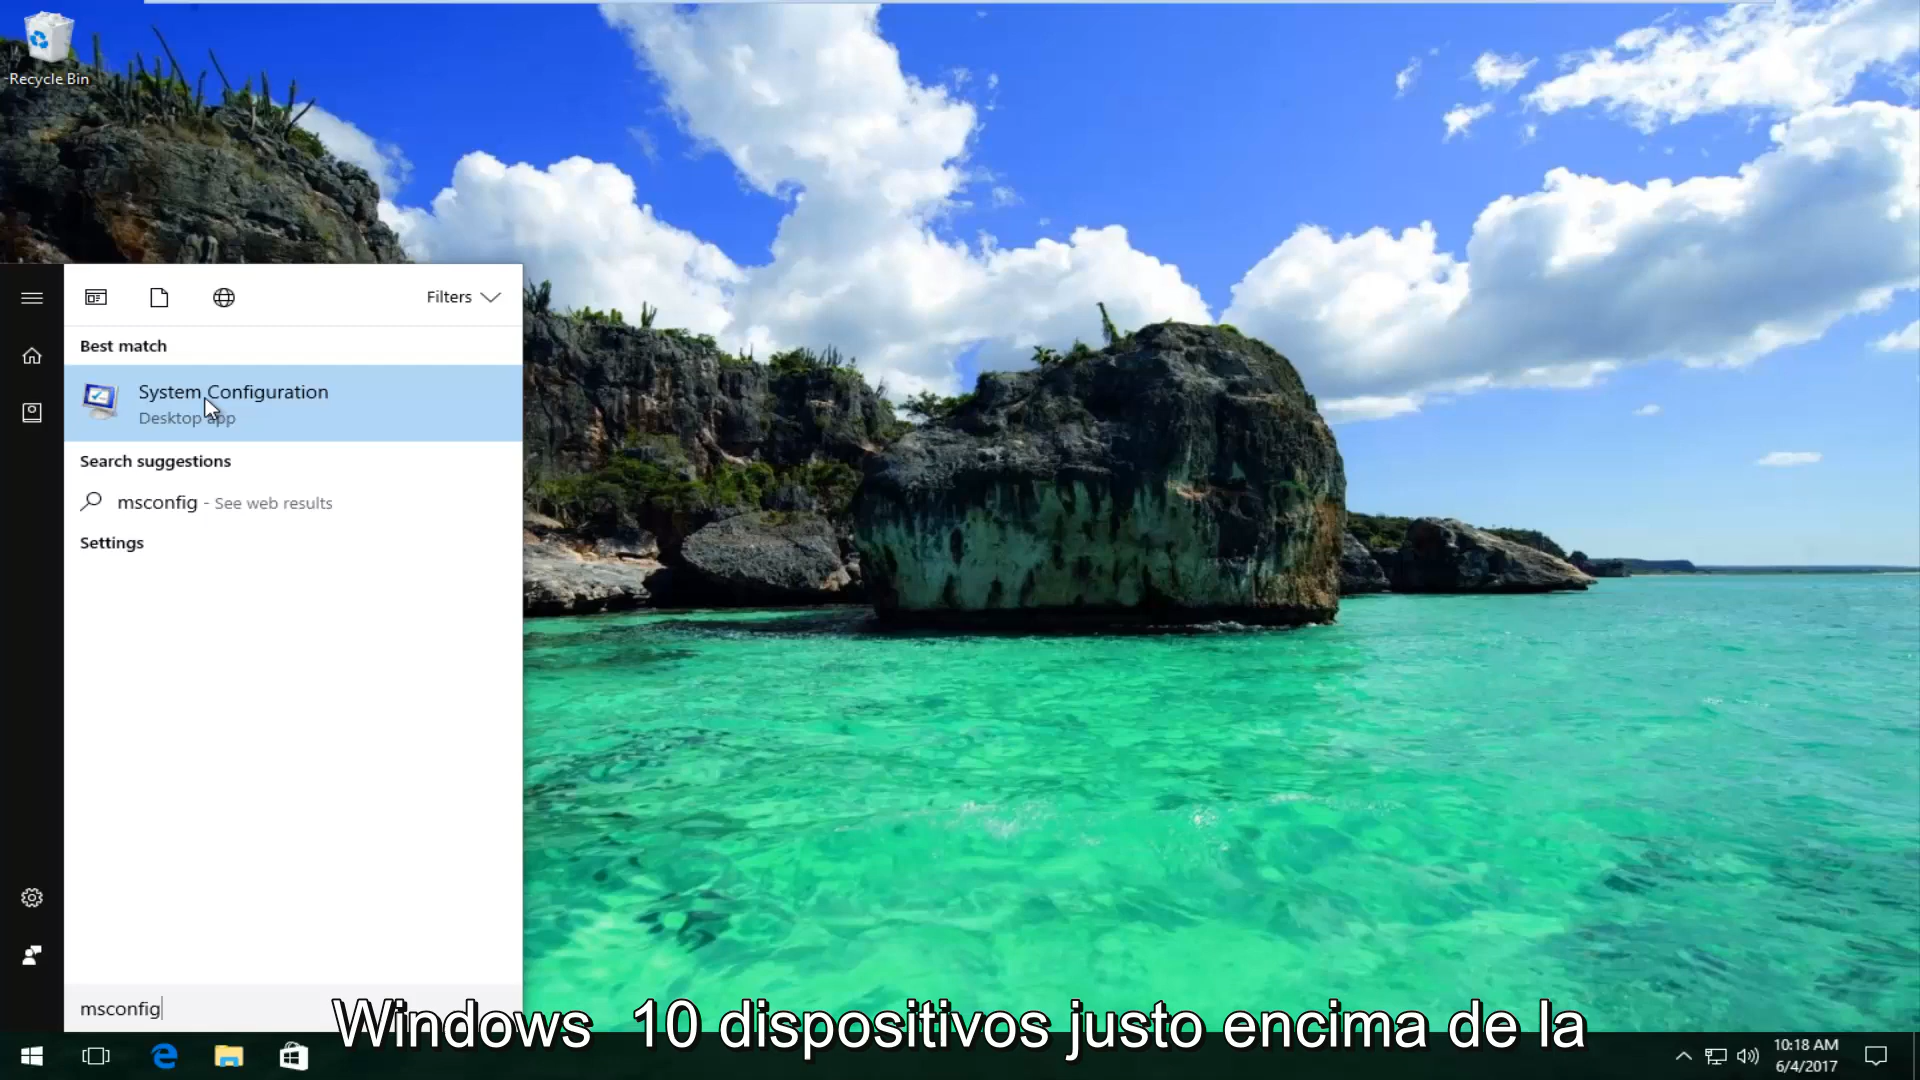 Recycle Bin
Filters
Best match
System Configuration
Desktop app
Search suggestions
msconfig - See web results
Settings
msconfig
Windows 10 dispositivos justo encima de la
10:18 AM
6/4/2017